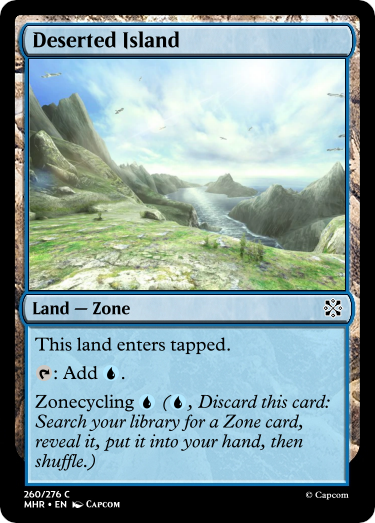 Deserted Island
Land — Zone
This land enters tapped.
: Add .
Zonecycling (, Discard this card:
Search your library for a Zone card,
reveal it, put it into your hand, then
shuffle.)
260/276 C
MHR • EN CAPCOM
© Capcom